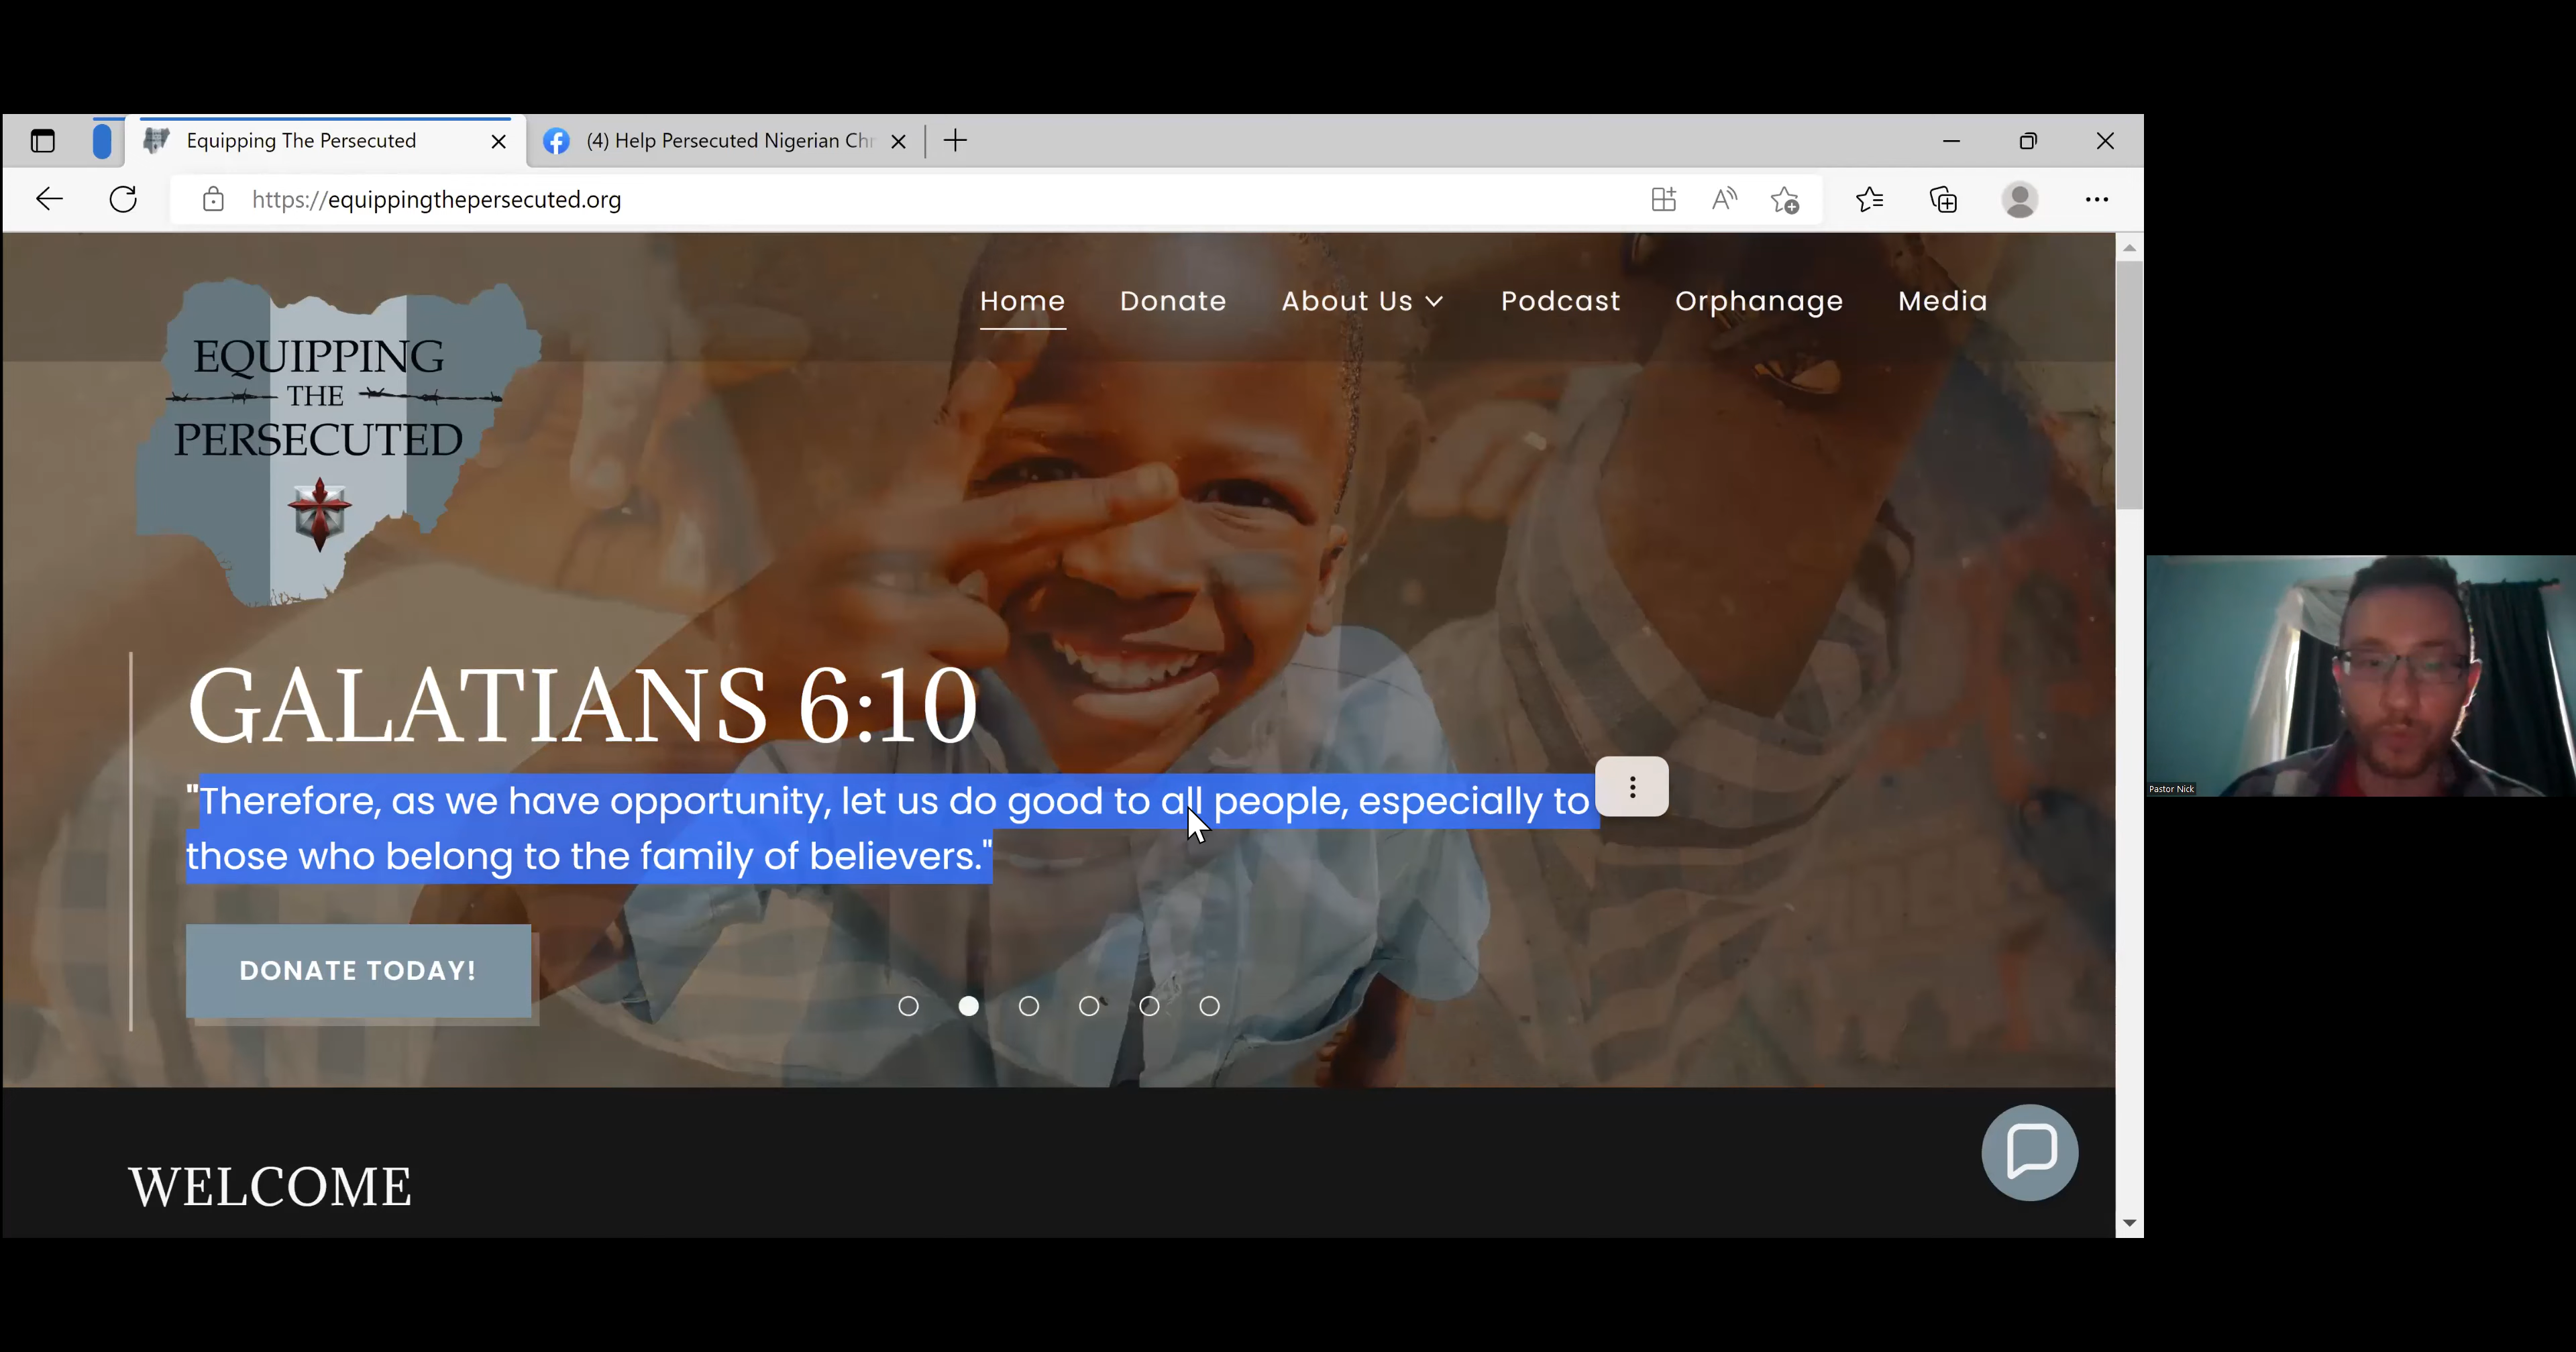 Equipping The Persecuted
(4) Help Persecuted Nigerian Chr
https://equippingthepersecuted.org
Home Donate About Us Podcast Orphanage Media
EQUIPPING
THE
PERSECUTED
GALATIANS 6:10
"Therefore, as we have opportunity, let us do good to all people, especially to
those who belong to the family of believers."
DONATE TODAY!
WELCOME
Pastor Nick